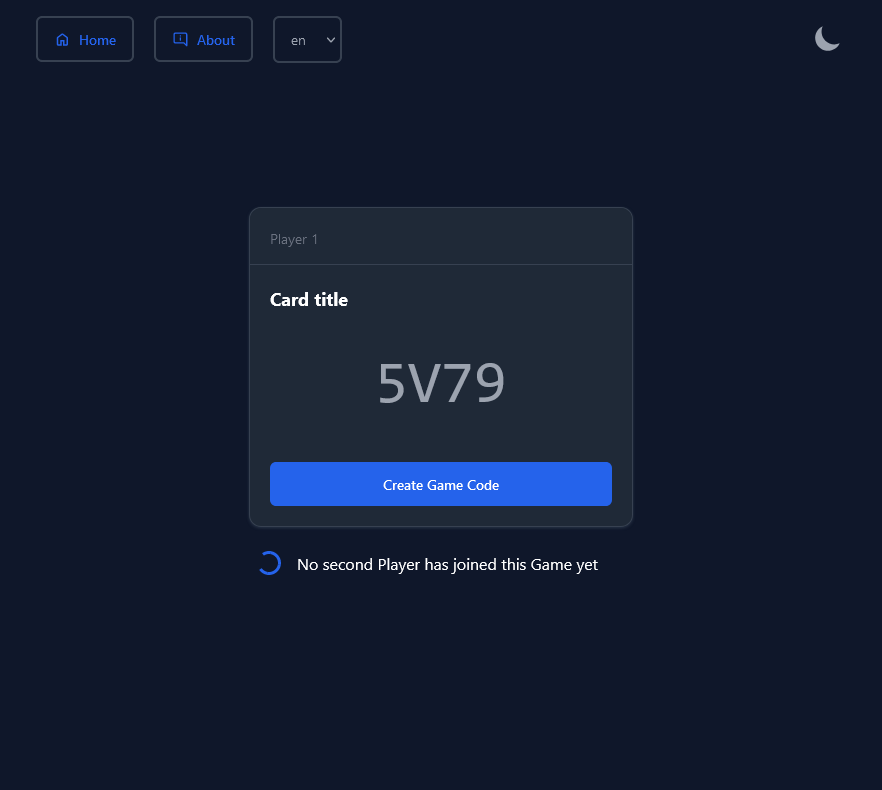 Home
About
en
Player 1
Card title
5V79
Create Game Code
No second Player has joined this Game yet